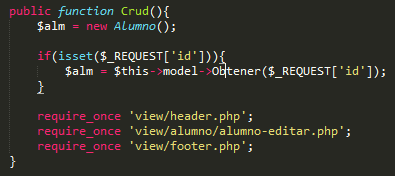 public function Crud(){
$alm = new Alumno();
if(isset($_REQUEST['id'])){
$alm = $this->model->Obtener($_REQUEST['id']);
}
require_once 'view/header.php';
require_once 'view/alumno/alumno-editar.php';
require_once 'view/footer.php';
}